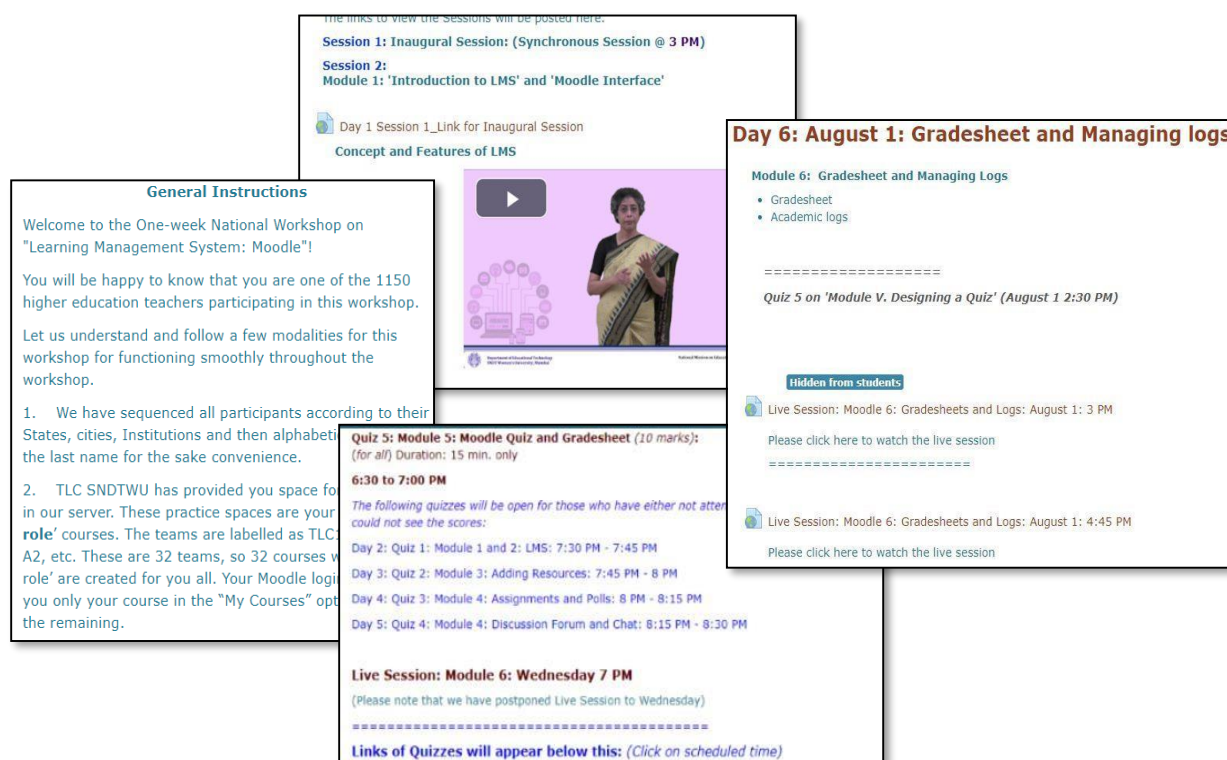 The links to view the Sessions will be posted here.
Session 1: Inaugural Session: (Synchronous Session @ 3 PM)
Session 2:
Module 1: 'Introduction to LMS' and 'Moodle Interface'
Day 1 Session 1_Link for Inaugural Session
Concept and Features of LMS
Department of Educational Technology
SNDT Women's University, Mumbai
General Instructions
Welcome to the One-week National Workshop on
"Learning Management System: Moodle"!
You will be happy to know that you are one of the 1150
higher education teachers participating in this workshop.
Let us understand and follow a few modalities for this
workshop for functioning smoothly throughout the
workshop.
1. We have sequenced all participants according to their
States, cities, Institutions and then alphabeti
the last name for the sake convenience.
2. TLC SNDTWU has provided you space for
in our server. These practice spaces are your
role' courses. The teams are labelled as TLC
A2, etc. These are 32 teams, so 32 courses w
role' are created for you all. Your Moodle logi
you only your course in the "My Courses" opt
the remaining.
Day 6: August 1: Gradesheet and Managing logs
Module 6: Gradesheet and Managing Logs
• Gradesheet
• Academic logs
===================
Quiz 5 on 'Module V. Designing a Quiz' (August 1 2:30 PM)
Hidden from students
Live Session: Moodle 6: Gradesheets and Logs: August 1: 3 PM
Please click here to watch the live session
======================
Live Session: Moodle 6: Gradesheets and Logs: August 1: 4:45 PM
Please click here to watch the live session
Quiz 5: Module 5: Moodle Quiz and Gradesheet (10 marks):
(for all) Duration: 15 min. only
6:30 to 7:00 PM
The following quizzes will be open for those who have either not atte
could not see the scores:
Day 2: Quiz 1: Module 1 and 2: LMS: 7:30 PM - 7:45 PM
Day 3: Quiz 2: Module 3: Adding Resources: 7:45 PM - 8 PM
Day 4: Quiz 3: Module 4: Assignments and Polls: 8 PM - 8:15 PM
Day 5: Quiz 4: Module 4: Discussion Forum and Chat: 8:15 PM - 8:30 PM
Live Session: Module 6: Wednesday 7 PM
(Please note that we have postponed Live Session to Wednesday)
=========================================
Links of Quizzes will appear below this: (Click on scheduled time)